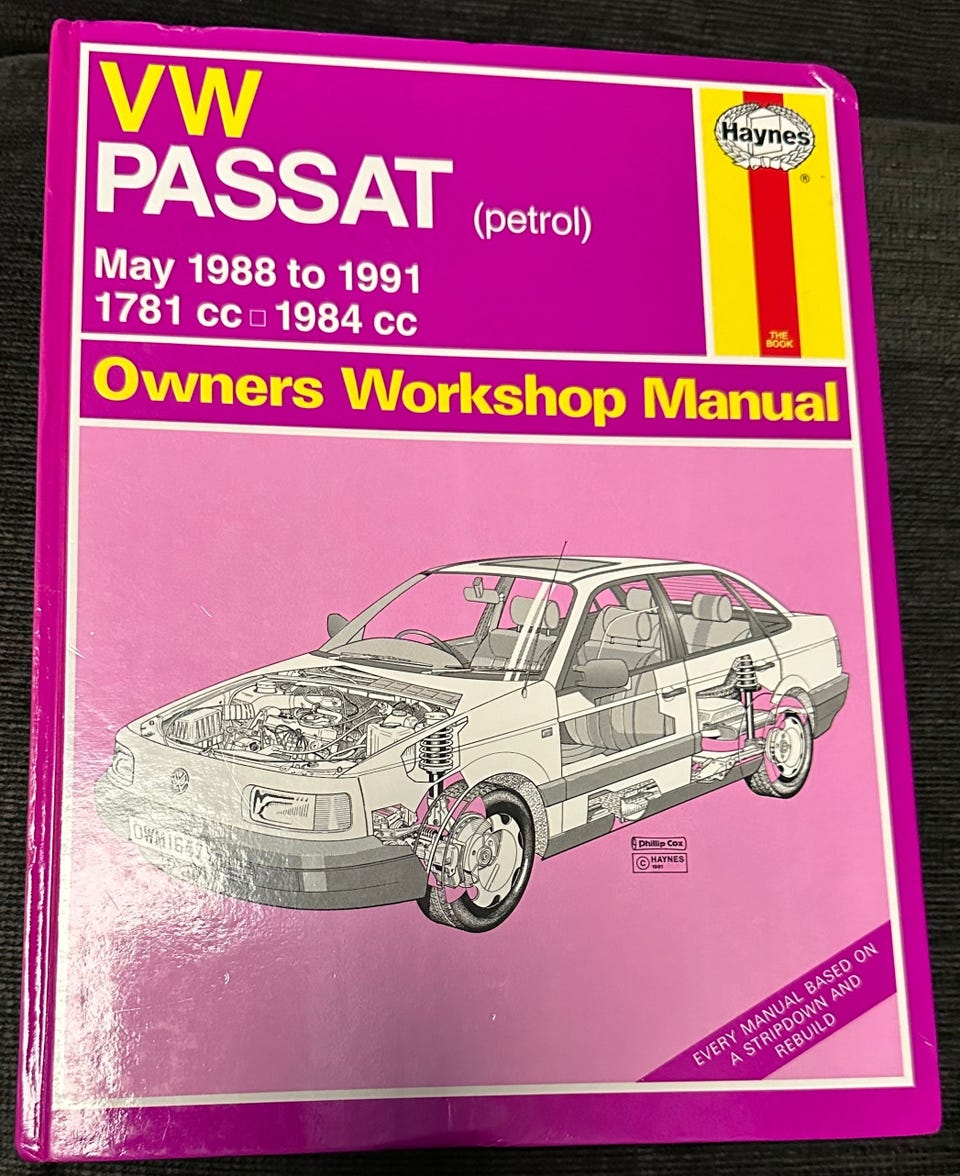 VW
PASSAT (petrol)
May 1988 to 1991
1781 cc □ 1984 cc
Haynes
®
THE
BOOK
Owners Workshop Manual
Phillip Cox
© HAYNES
1991
EVERY MANUAL BASED ON
A STRIPDOWN AND
REBUILD